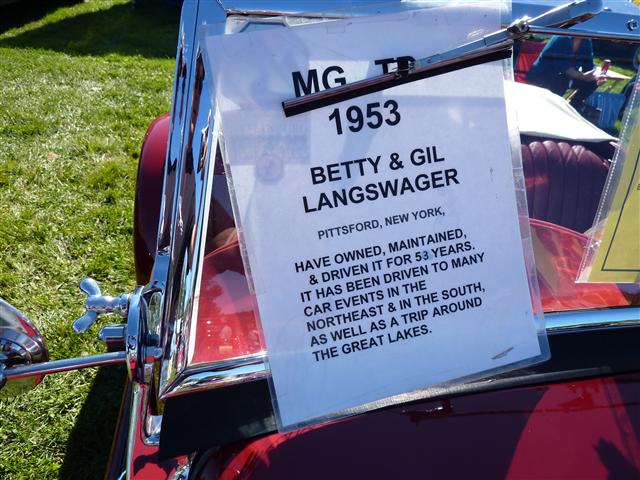 MG TD
1953
BETTY & GIL
LANGSWAGER
PITTSFORD, NEW YORK,
HAVE OWNED, MAINTAINED,
& DRIVEN IT FOR 53 YEARS.
IT HAS BEEN DRIVEN TO MANY
CAR EVENTS IN THE
NORTHEAST & IN THE SOUTH,
AS WELL AS A TRIP AROUND
THE GREAT LAKES.